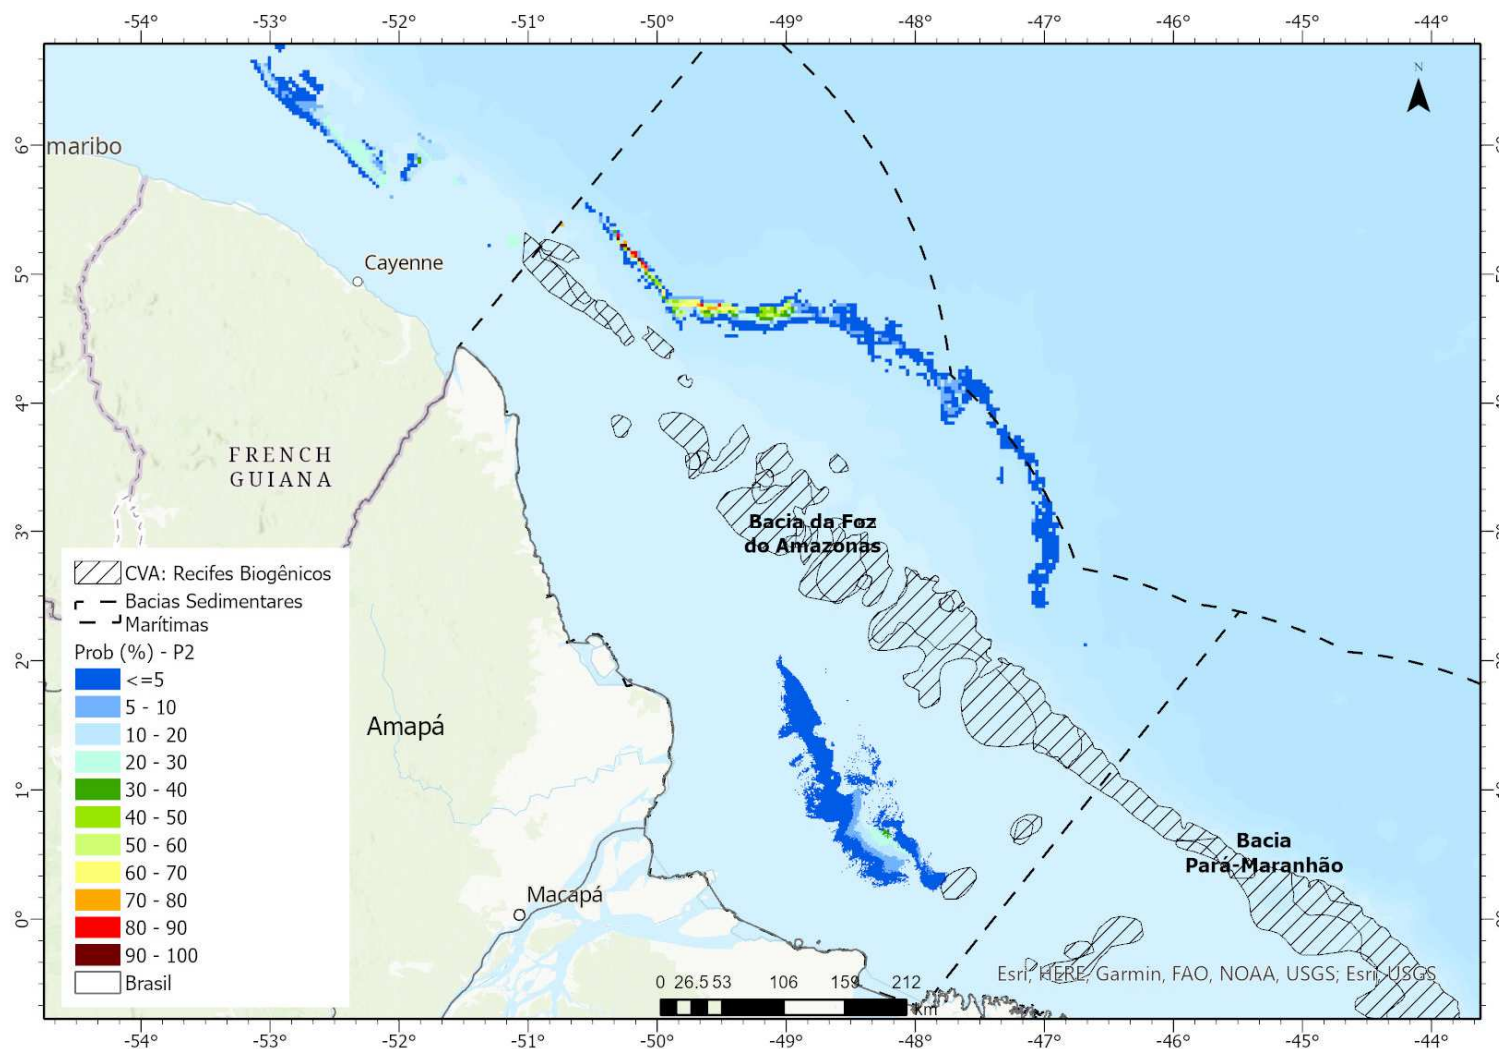 -54° -53° -52° -51° -50° -49° -48° -47° -46° -45° -44°
N
6°
maribo
5°
Cayenne
4°
FRENCH
GUIANA
3°
Bacia da Foz
do Amazonas
CVA: Recifes Biogênicos
Bacias Sedimentares
Marítimas
Prob (%) - P2
<=5
5 - 10
10 - 20
20 - 30
30 - 40
40 - 50
50 - 60
60 - 70
70 - 80
80 - 90
90 - 100
Brasil
2°
Amapá
1°
Bacia
Pará-Maranhão
Macapá
0°
Esri, HERE, Garmin, FAO, NOAA, USGS; Esri, USGS
0 26.5 53 106 159 212
Km
-54° -53° -52° -51° -50° -49° -48° -47° -46° -45° -44°